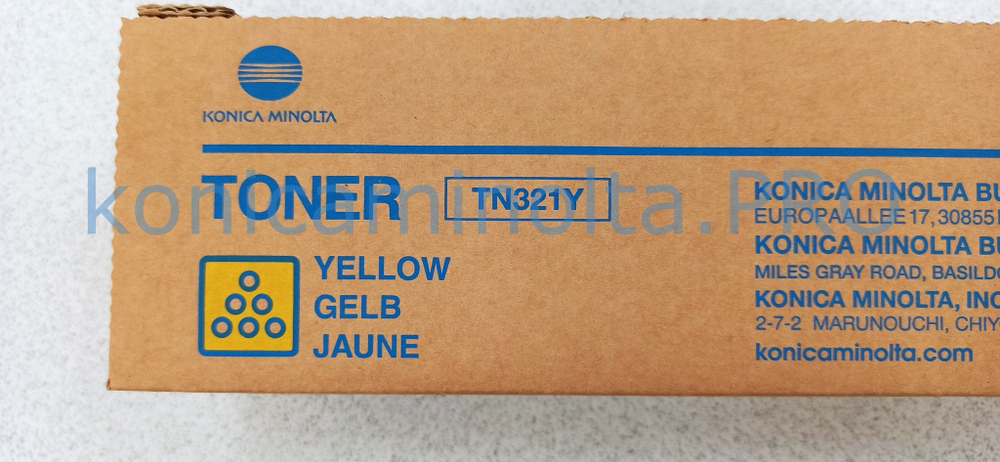 KONICA MINOLTA
TONER TN321Y
YELLOW
GELB
JAUNE
KONICA MINOLTA
EUROPAALLEE 17, 30855
KONICA MINOLTA
MILES GRAY ROAD,
KONICA MINOLTA,
2-7-2 MARUNOUCHI,
konicaminolta.com
konicaminolta.PRO